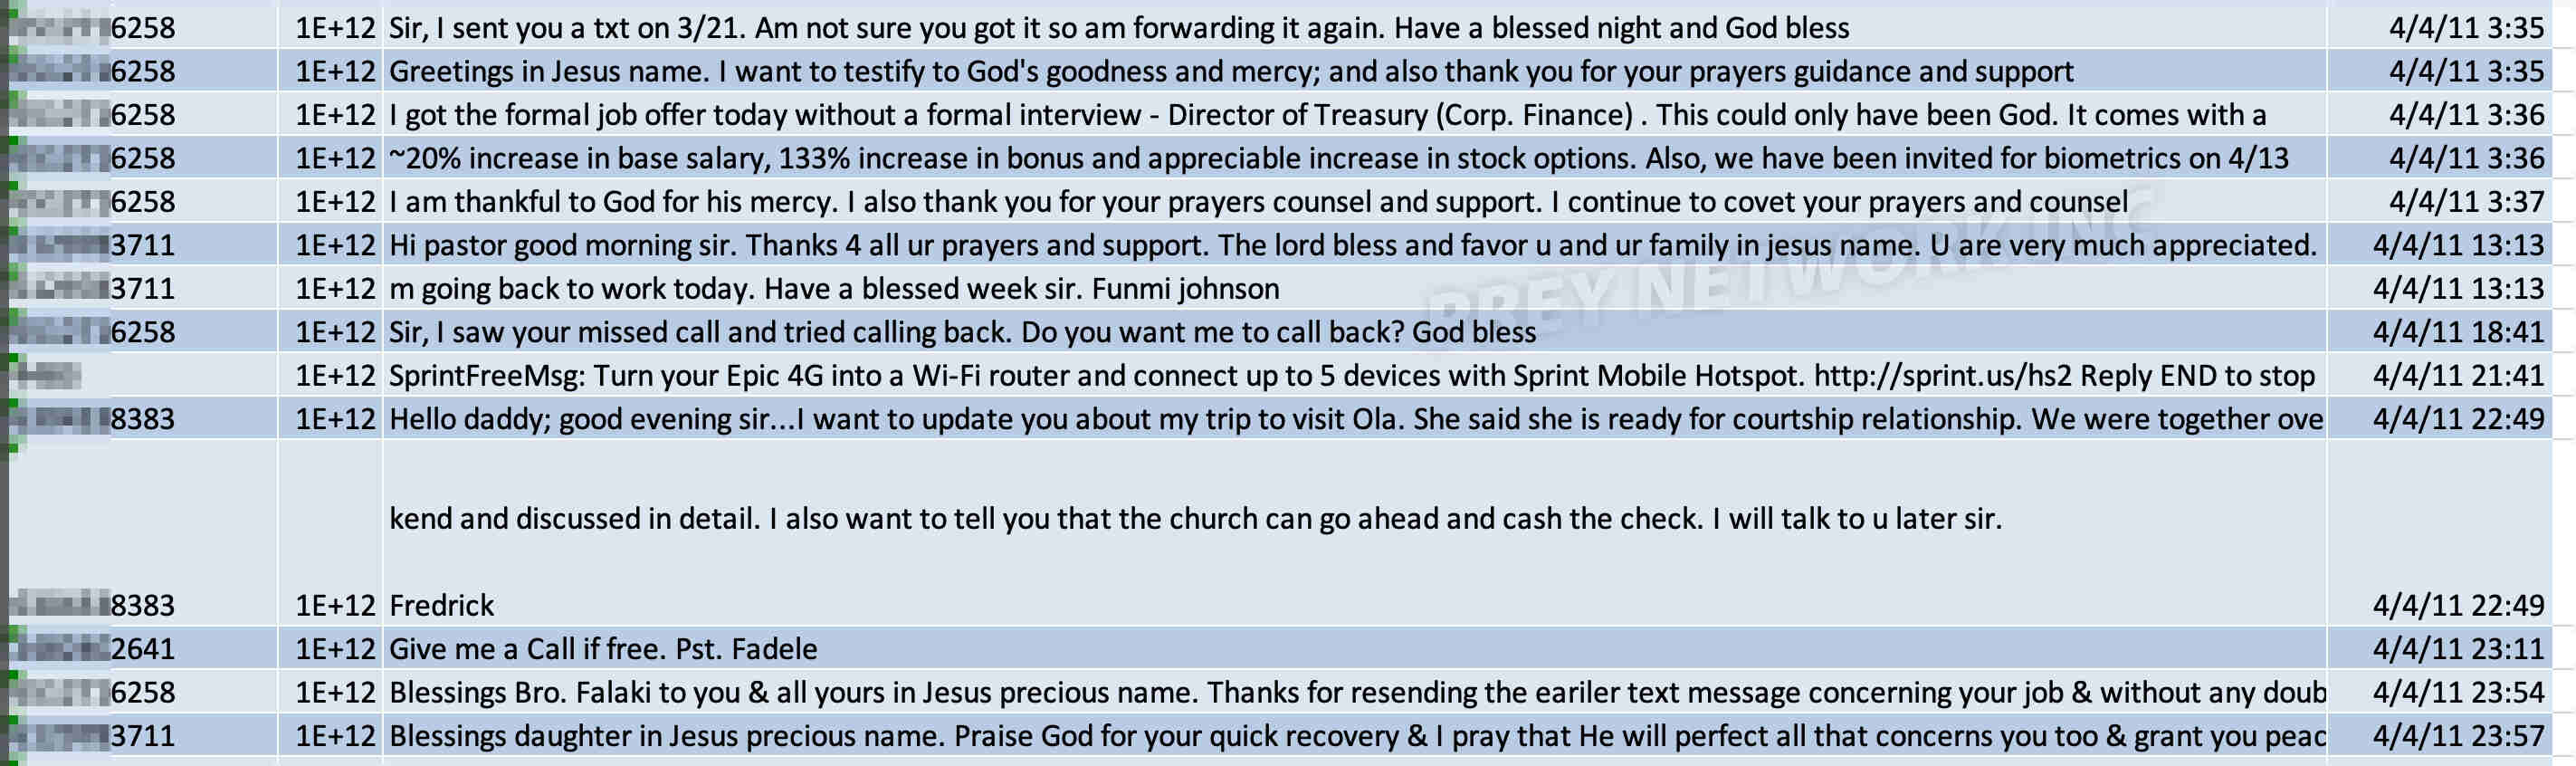 6258 1E+12 Sir, I sent you a txt on 3/21. Am not sure you got it so am forwarding it again. Have a blessed night and God bless 4/4/11 3:35
6258 1E+12 Greetings in Jesus name. I want to testify to God's goodness and mercy; and also thank you for your prayers guidance and support 4/4/11 3:35
6258 1E+12 I got the formal job offer today without a formal interview - Director of Treasury (Corp. Finance) . This could only have been God. It comes with a 4/4/11 3:36
6258 1E+12 ~20% increase in base salary, 133% increase in bonus and appreciable increase in stock options. Also, we have been invited for biometrics on 4/13 4/4/11 3:36
6258 1E+12 I am thankful to God for his mercy. I also thank you for your prayers counsel and support. I continue to covet your prayers and counsel 4/4/11 3:37
3711 1E+12 Hi pastor good morning sir. Thanks 4 all ur prayers and support. The lord bless and favor u and ur family in jesus name. U are very much appreciated. 4/4/11 13:13
3711 1E+12 m going back to work today. Have a blessed week sir. Funmi johnson 4/4/11 13:13
6258 1E+12 Sir, I saw your missed call and tried calling back. Do you want me to call back? God bless 4/4/11 18:41
1E+12 SprintFreeMsg: Turn your Epic 4G into a Wi-Fi router and connect up to 5 devices with Sprint Mobile Hotspot. http://sprint.us/hs2 Reply END to stop 4/4/11 21:41
8383 1E+12 Hello daddy; good evening sir...I want to update you about my trip to visit Ola. She said she is ready for courtship relationship. We were together ove 4/4/11 22:49
kend and discussed in detail. I also want to tell you that the church can go ahead and cash the check. I will talk to u later sir.
8383 1E+12 Fredrick 4/4/11 22:49
2641 1E+12 Give me a Call if free. Pst. Fadele 4/4/11 23:11
6258 1E+12 Blessings Bro. Falaki to you & all yours in Jesus precious name. Thanks for resending the eariler text message concerning your job & without any doub 4/4/11 23:54
3711 1E+12 Blessings daughter in Jesus precious name. Praise God for your quick recovery & I pray that He will perfect all that concerns you too & grant you peac 4/4/11 23:57
PREY NETWORK INC